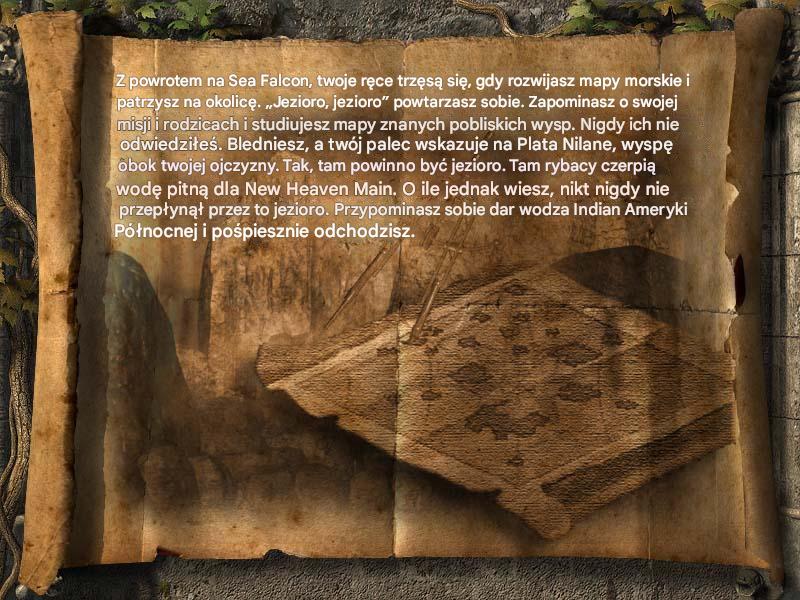 Z powrotem na Sea Falcon, twoje ręce trzęsą się, gdy rozwijasz mapy morskie i
patrzysz na okolicę. „Jezioro, jezioro” powtarzasz sobie. Zapominasz o swojej
misji i rodzicach i studiujesz mapy znanych pobliskich wysp. Nigdy ich nie
odwiedziłeś. Bledniesz, a twój palec wskazuje na Plata Nilane, wyspę
obok twojej ojczyzny. Tak, tam powinno być jezioro. Tam rybacy czerpią
wodę pitną dla New Heaven Main. O ile jednak wiesz, nikt nigdy nie
przepłynął przez to jezioro. Przypominasz sobie dar wodza Indian Ameryki
Północnej i pośpiesznie odchodzisz.